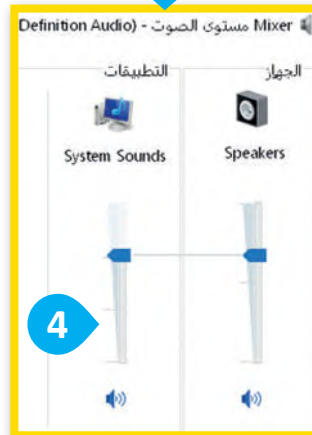 Mixer مستوى الصوت - (Definition Audio
الجهاز
التطبيقات
Speakers
System Sounds
4